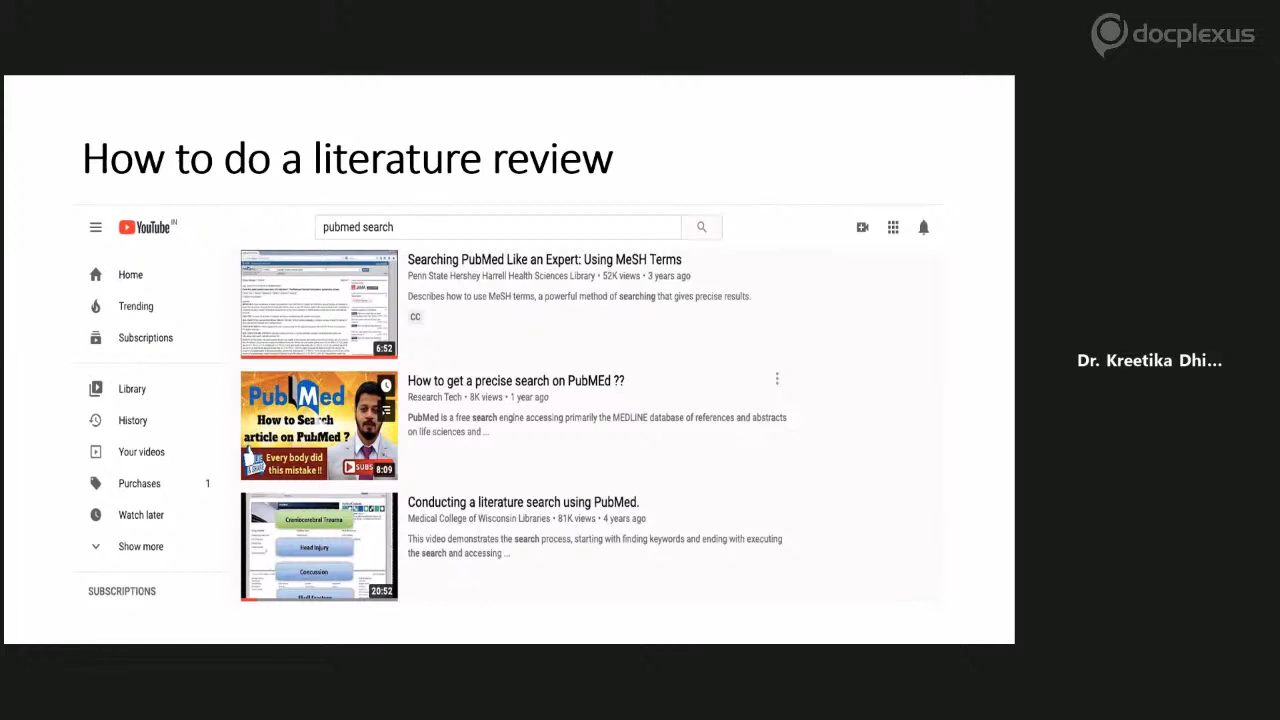 docplexus
How to do a literature review
YouTube IN
pubmed search
Home
Trending
Subscriptions
Library
History
Your videos
Purchases 1
Watch later
Show more
SUBSCRIPTIONS
6:52
Searching PubMed Like an Expert: Using MeSH Terms
Penn State Hershey Harrell Health Sciences Library • 52K views • 3 years ago
Describes how to use MeSH terms, a powerful method of searching that gives precise results.
CC
PubMed
How to Search
article on PubMed ?
Every body did
this mistake !!
SUBS
8:09
How to get a precise search on PubMEd ??
Research Tech • 8K views • 1 year ago
PubMed is a free search engine accessing primarily the MEDLINE database of references and abstracts
on life sciences and ...
Craniocerebral Trauma
Head Injury
Concussion
20:52
Conducting a literature search using PubMed.
Medical College of Wisconsin Libraries • 81K views • 4 years ago
This video demonstrates the search process, starting with finding keywords and ending with executing
the search and accessing ...
Dr. Kreetika Dhi...